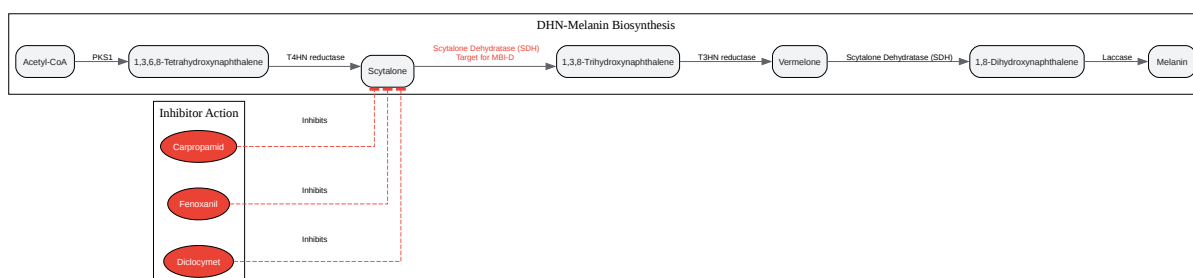 DHN-Melanin Biosynthesis
Acetyl-CoA
PKS1
1,3,6,8-Tetrahydroxynaphthalene
T4HN reductase
Scytalone
Scytalone Dehydratase (SDH)
Target for MBI-D
1,3,8-Trihydroxynaphthalene
T3HN reductase
Vermelone
Scytalone Dehydratase (SDH)
1,8-Dihydroxynaphthalene
Laccase
Melanin
Inhibitor Action
Carpropamid
Inhibits
Fenoxanil
Inhibits
Diclocymet
Inhibits